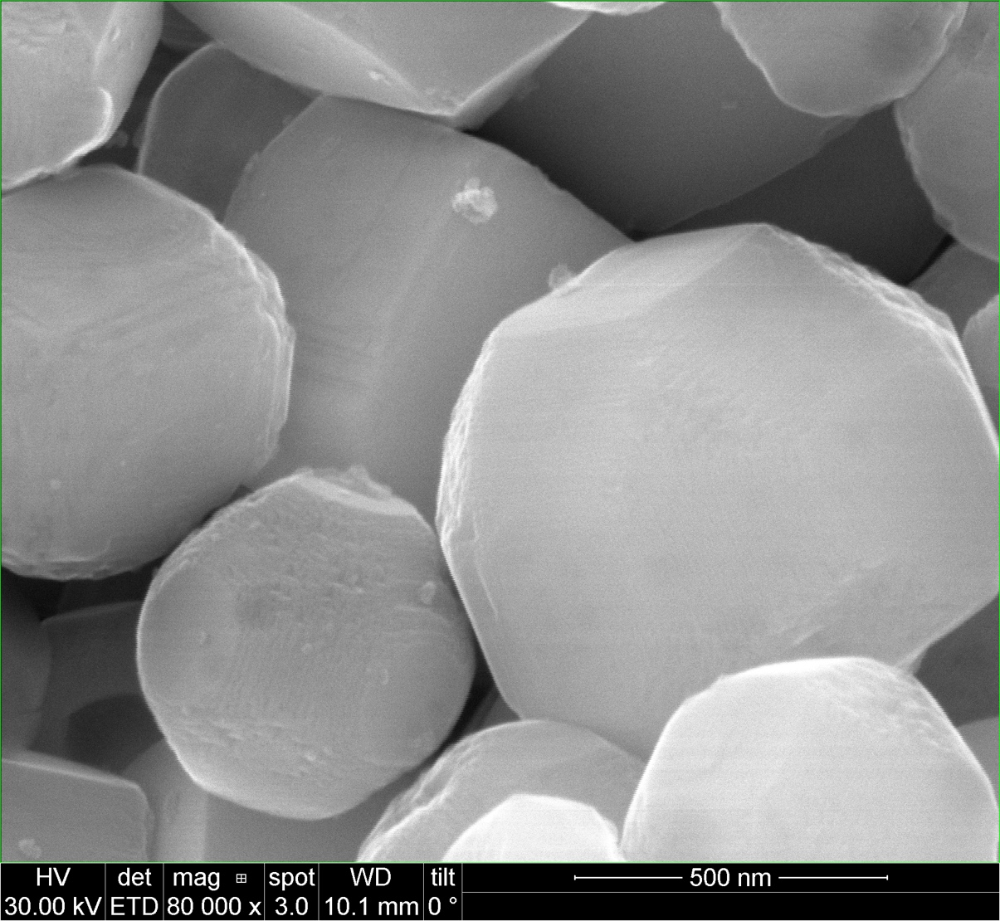 HV det mag ⊞ spot WD tilt 500 nm
30.00 kV ETD 80 000 x 3.0 10.1 mm 0 °